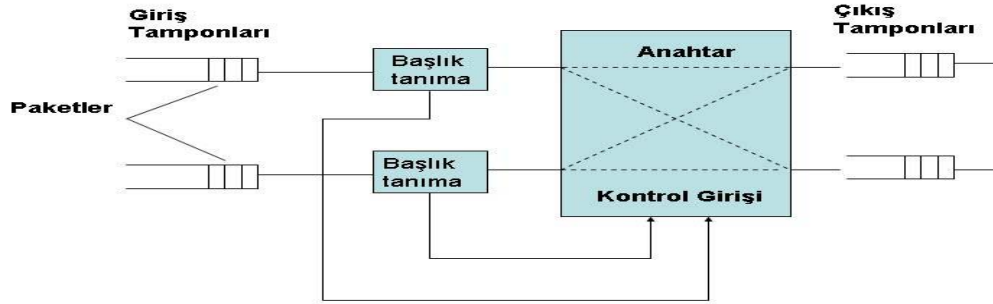 Giriş
Tamponları
Çıkış
Tamponları
Başlık
tanıma
Anahtar
Paketler
Başlık
tanıma
Kontrol Girişi